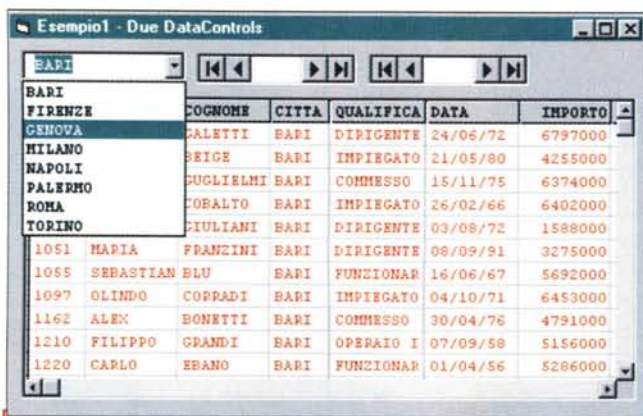 Esempio1 - Due DataControls
BARI
BARI
FIRENZE
GENOVA
MILANO
NAPOLI
PALERMO
ROMA
TORINO
COGNOME CITTA QUALIFICA DATA IMPORTO
GALETTI BARI DIRIGENTE 24/06/72 6797000
BEIGE BARI IMPIEGATO 21/05/80 4255000
GUGLIELMI BARI COMMESSO 15/11/75 6374000
COBALTO BARI IMPIEGATO 26/02/66 6402000
GIULIANI BARI DIRIGENTE 03/08/72 1588000
1051 MARIA FRANZINI BARI DIRIGENTE 08/09/91 3275000
1055 SEBASTIAN BLU BARI FUNZIONAR 16/06/67 5692000
1097 OLINDO CORRADI BARI IMPIEGATO 04/10/71 6453000
1162 ALEX BONETTI BARI COMMESSO 30/04/76 4791000
1210 FILIPPO GRANDI BARI OPERAIO I 07/09/58 5156000
1220 CARLO EBANO BARI FUNZIONAR 01/04/56 5286000